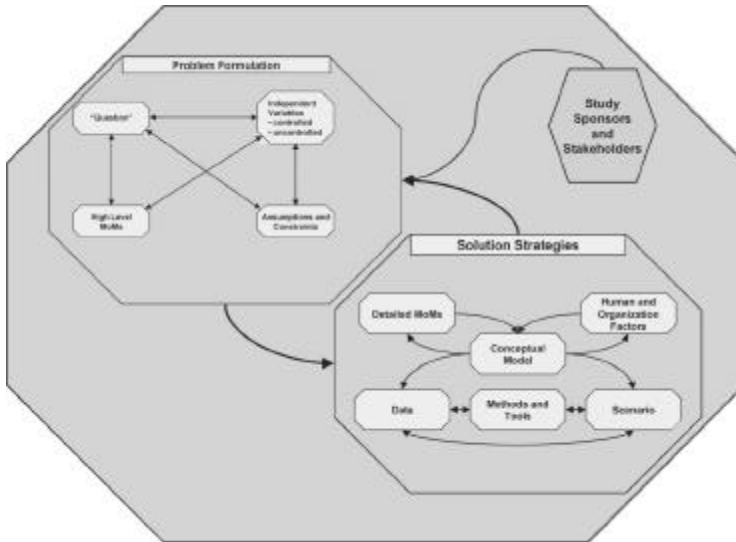 Problem Formulation
"Question"
Independent
Variables
– controlled
– uncontrolled
High Level
MoMs
Assumptions and
Constraints
Study
Sponsors
and
Stakeholders
Solution Strategies
Detailed MoMs
Human and
Organization
Factors
Conceptual
Model
Data
Methods and
Tools
Scenario